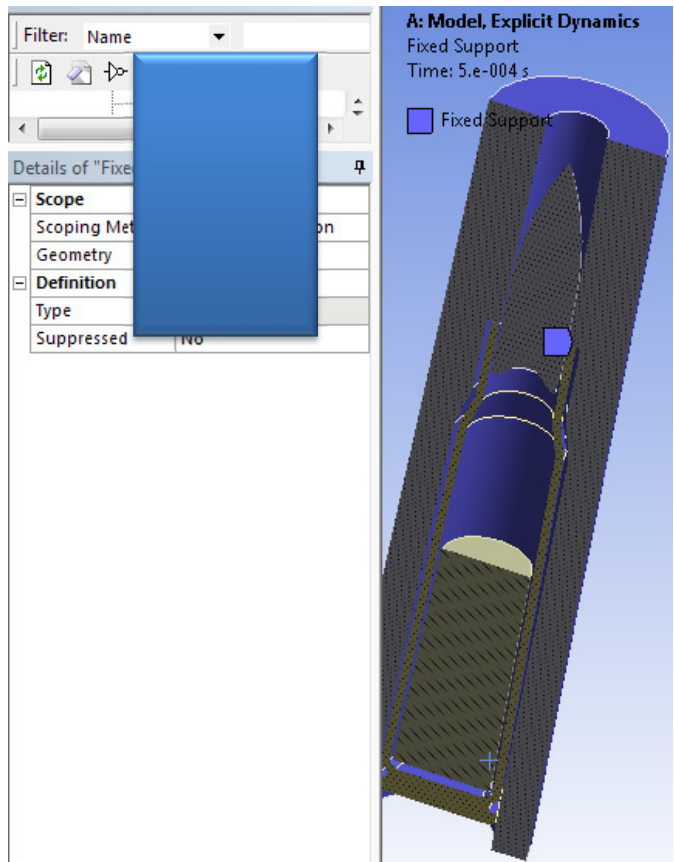 Filter: Name
Details of "Fixe
Scope
Scoping Met on
Geometry
Definition
Type
Suppressed No
A: Model, Explicit Dynamics
Fixed Support
Time: 5.e-004 s
Fixed Support